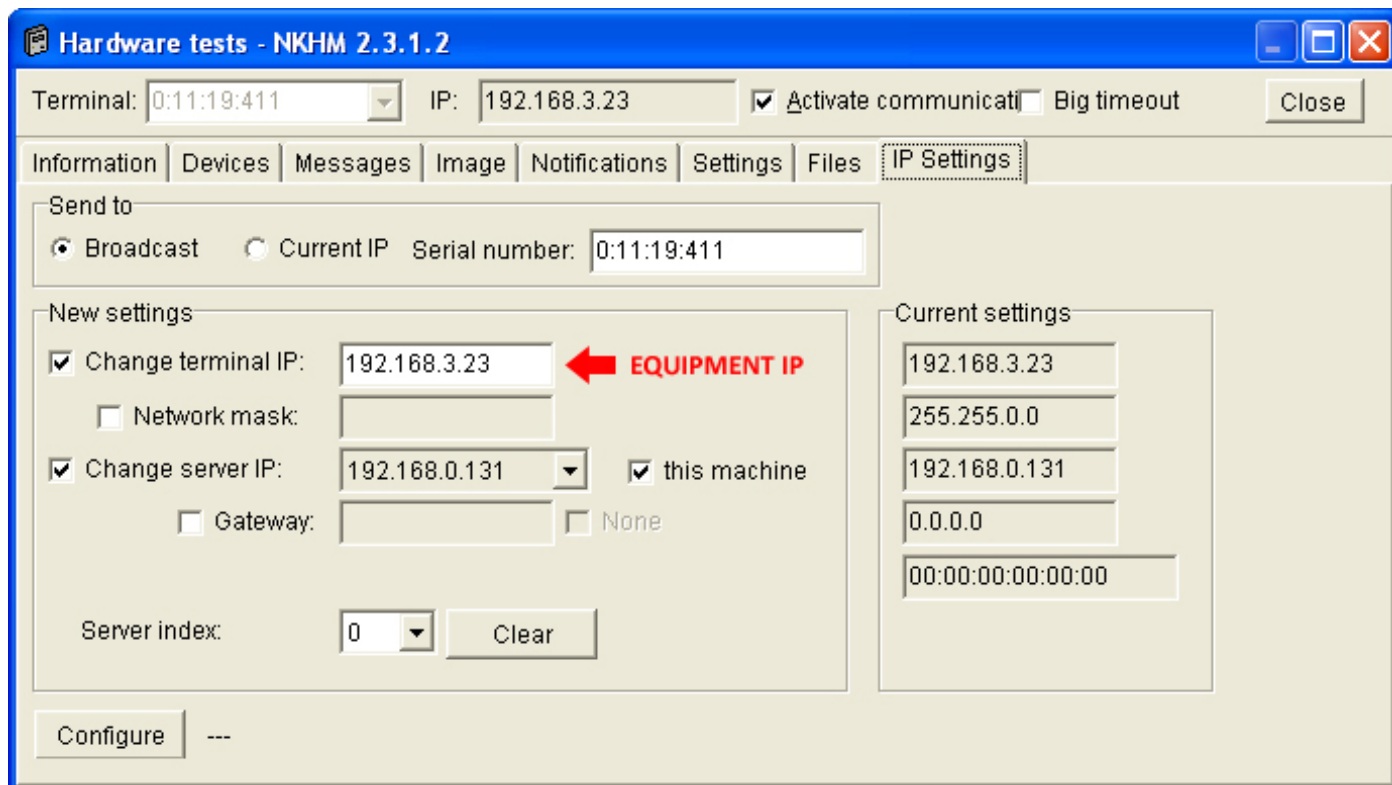 Hardware tests - NKHM 2.3.1.2
Terminal: 0:11:19:411 IP: 192.168.3.23 Activate communicati Big timeout Close
Information Devices Messages Image Notifications Settings Files IP Settings
Send to
Broadcast Current IP Serial number: 0:11:19:411
New settings Current settings
Change terminal IP: 192.168.3.23 EQUIPMENT IP 192.168.3.23
Network mask: 255.255.0.0
Change server IP: 192.168.0.131 this machine 192.168.0.131
Gateway: None 0.0.0.0
00:00:00:00:00:00
Server index: 0 Clear
Configure ---